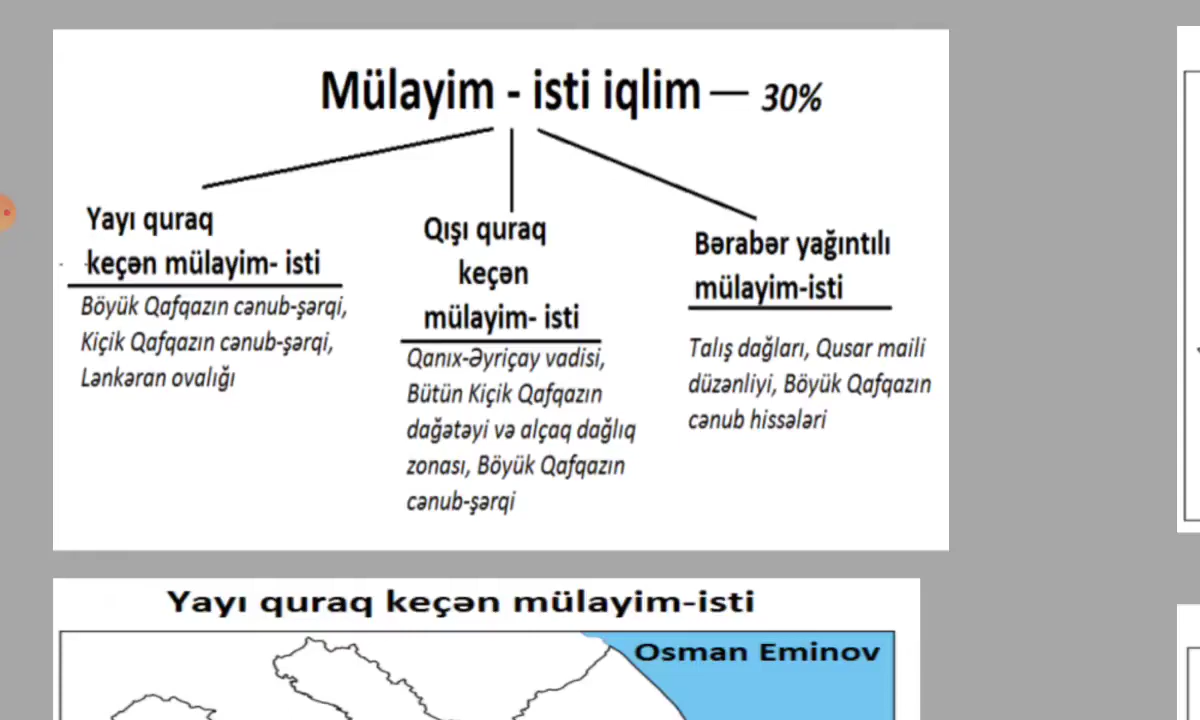 Mülayim - isti iqlim — 30%
Yayı quraq
keçən mülayim- isti
Böyük Qafqazın cənub-şərqi,
Kiçik Qafqazın cənub-şərqi,
Lənkəran ovalığı
Qışı quraq
keçən
mülayim- isti
Qanıx-Əyriçay vadisi,
Bütün Kiçik Qafqazın
dağətəyi və alçaq dağlıq
zonası, Böyük Qafqazın
cənub-şərqi
Bərabər yağıntılı
mülayim-isti
Talış dağları, Qusar maili
düzənliyi, Böyük Qafqazın
cənub hissələri
Yayı quraq keçən mülayim-isti
Osman Eminov